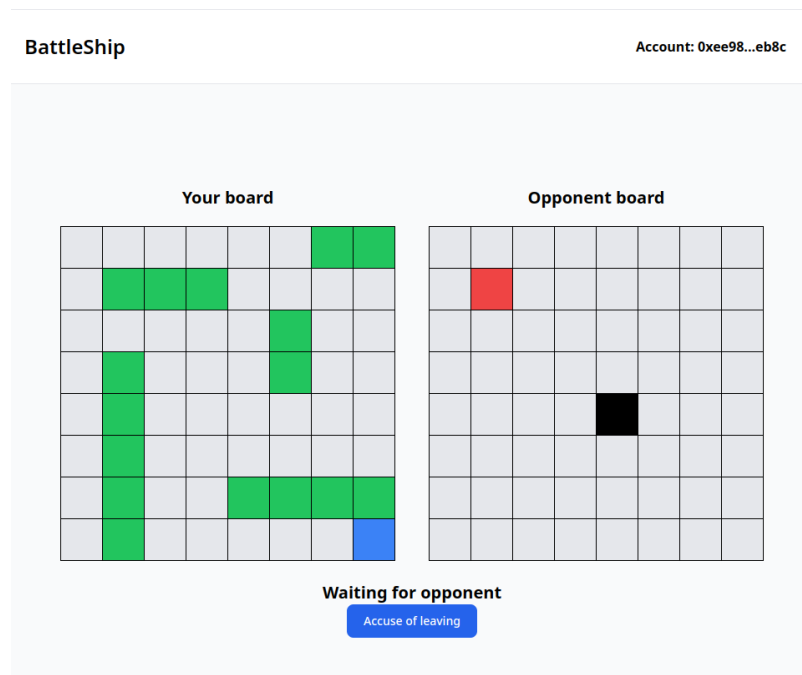 BattleShip
Account: 0xee98...eb8c
Your board
Opponent board
Waiting for opponent
Accuse of leaving